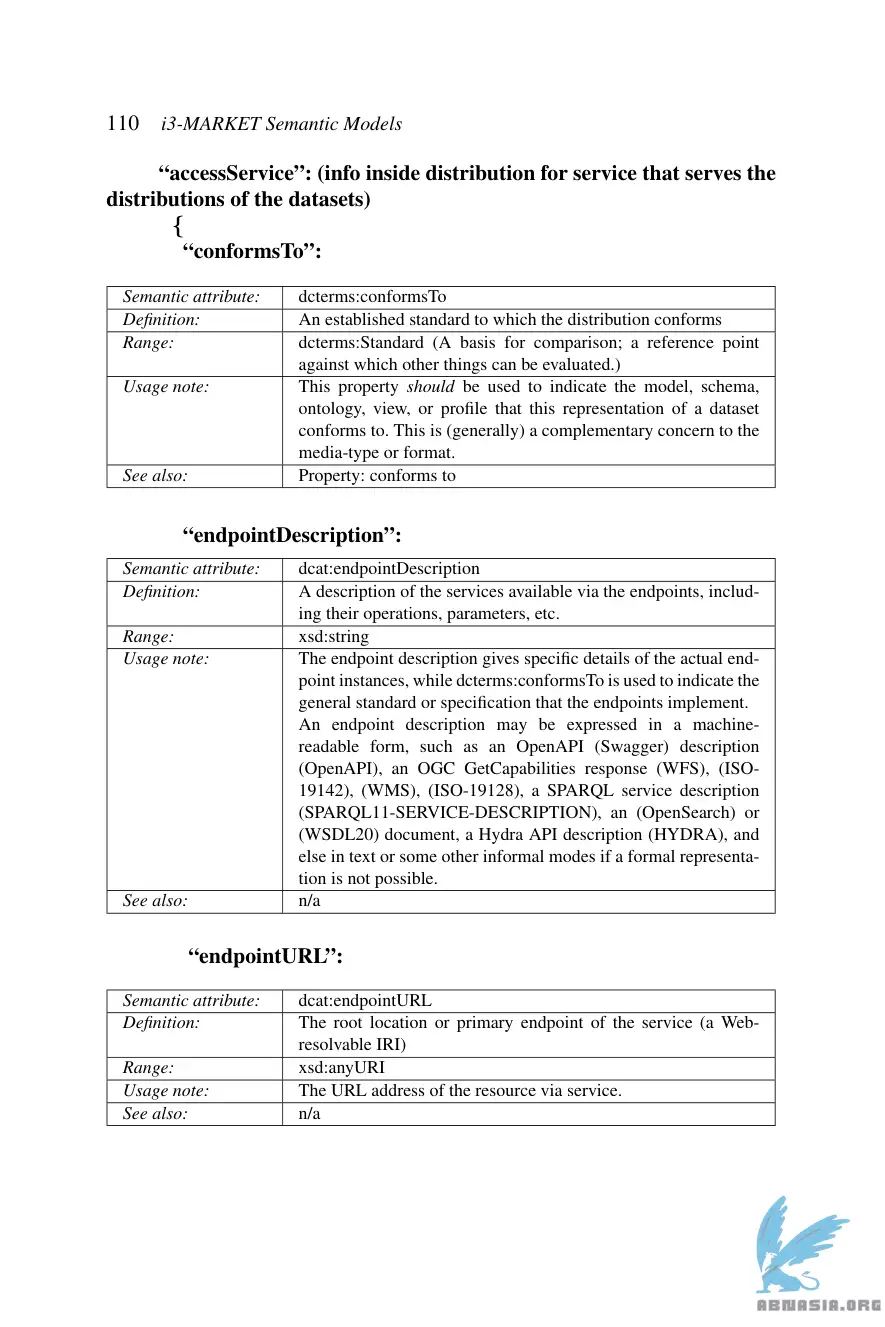 110 i3-MARKET Semantic Models
“accessService”: (info inside distribution for service that serves the
distributions of the datasets)
{
“conformsTo”:
Semantic attribute: dcterms:conformsTo
Definition: An established standard to which the distribution conforms
Range: dcterms:Standard (A basis for comparison; a reference point
against which other things can be evaluated.)
Usage note: This property should be used to indicate the model, schema,
ontology, view, or profile that this representation of a dataset
conforms to. This is (generally) a complementary concern to the
media-type or format.
See also: Property: conforms to
“endpointDescription”:
Semantic attribute: dcat:endpointDescription
Definition: A description of the services available via the endpoints, includ-
ing their operations, parameters, etc.
Range: xsd:string
Usage note: The endpoint description gives specific details of the actual end-
point instances, while dcterms:conformsTo is used to indicate the
general standard or specification that the endpoints implement.
An endpoint description may be expressed in a machine-
readable form, such as an OpenAPI (Swagger) description
(OpenAPI), an OGC GetCapabilities response (WFS), (ISO-
19142), (WMS), (ISO-19128), a SPARQL service description
(SPARQL11-SERVICE-DESCRIPTION), an (OpenSearch) or
(WSDL20) document, a Hydra API description (HYDRA), and
else in text or some other informal modes if a formal representa-
tion is not possible.
See also: n/a
“endpointURL”:
Semantic attribute: dcat:endpointURL
Definition: The root location or primary endpoint of the service (a Web-
resolvable IRI)
Range: xsd:anyURI
Usage note: The URL address of the resource via service.
See also: n/a
ABNASIA.ORG